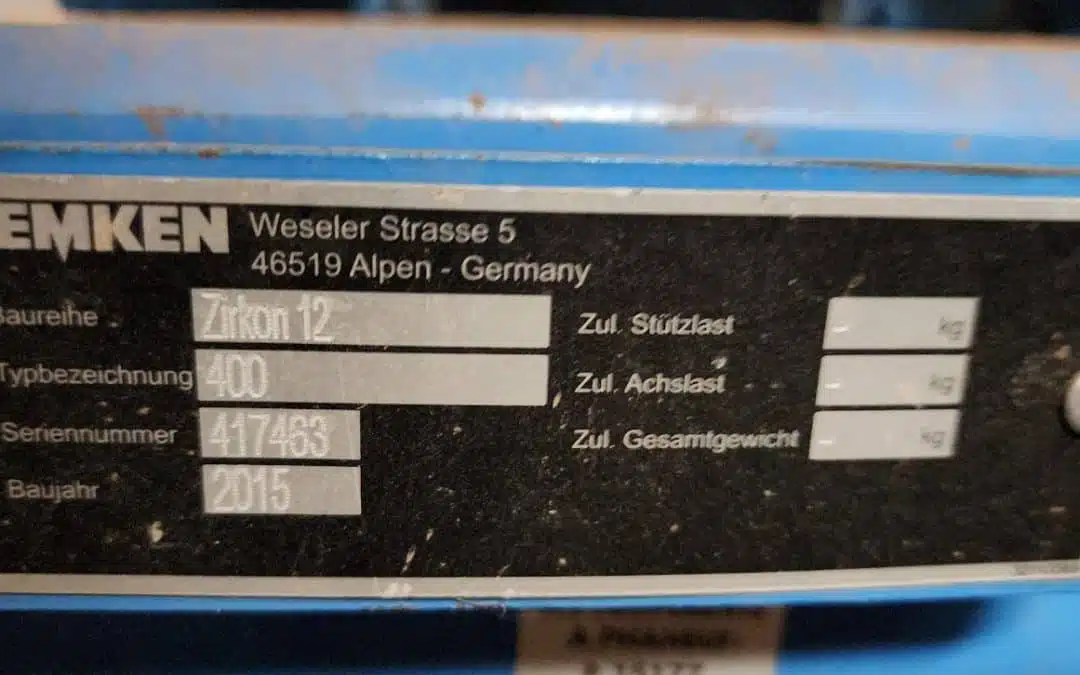 EMKEN Weseler Strasse 5
46519 Alpen - Germany
Baureihe Zirkon 12 Zul. Stützlast - kg
Typbezeichnung 400 Zul. Achslast - kg
Seriennummer 417463 Zul. Gesamtgewicht - kg
Baujahr 2015